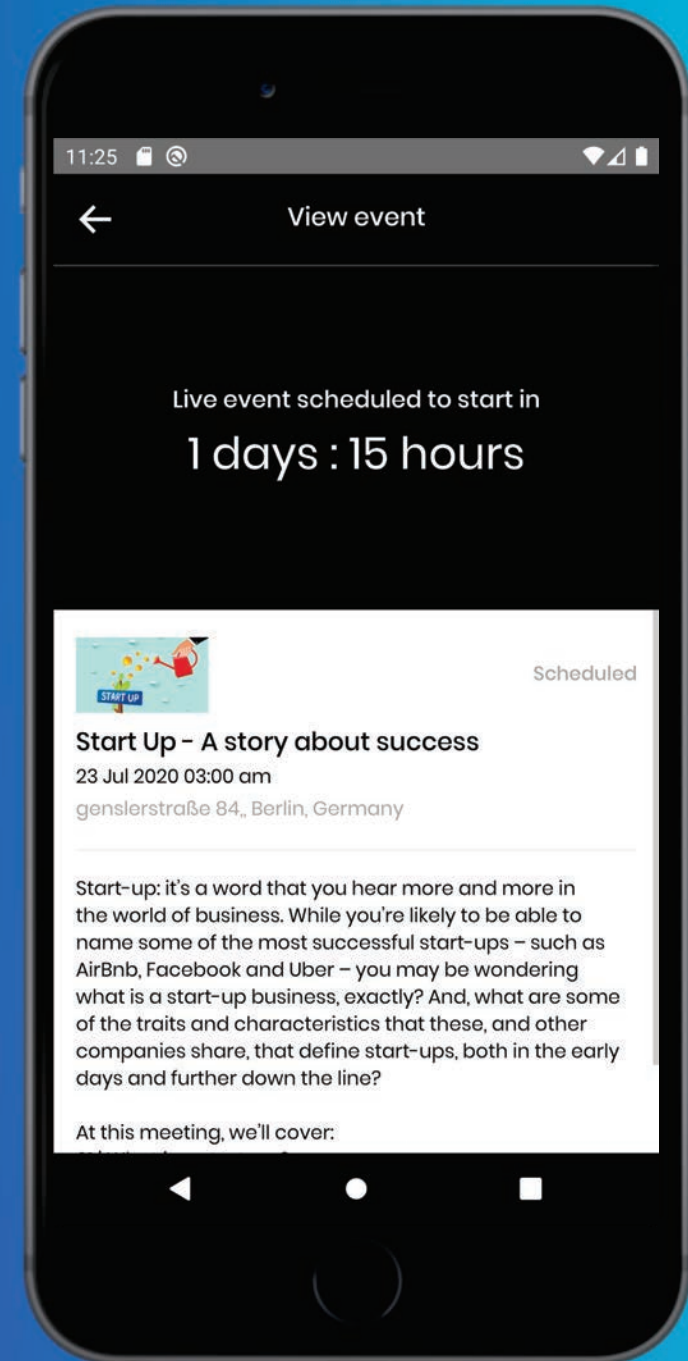 11:25
View event
Live event scheduled to start in
1 days : 15 hours
START UP
Scheduled
Start Up - A story about success
23 Jul 2020 03:00 am
genslerstraße 84,, Berlin, Germany
Start-up: it's a word that you hear more and more in
the world of business. While you're likely to be able to
name some of the most successful start-ups – such as
AirBnb, Facebook and Uber – you may be wondering
what is a start-up business, exactly? And, what are some
of the traits and characteristics that these, and other
companies share, that define start-ups, both in the early
days and further down the line?
At this meeting, we'll cover: